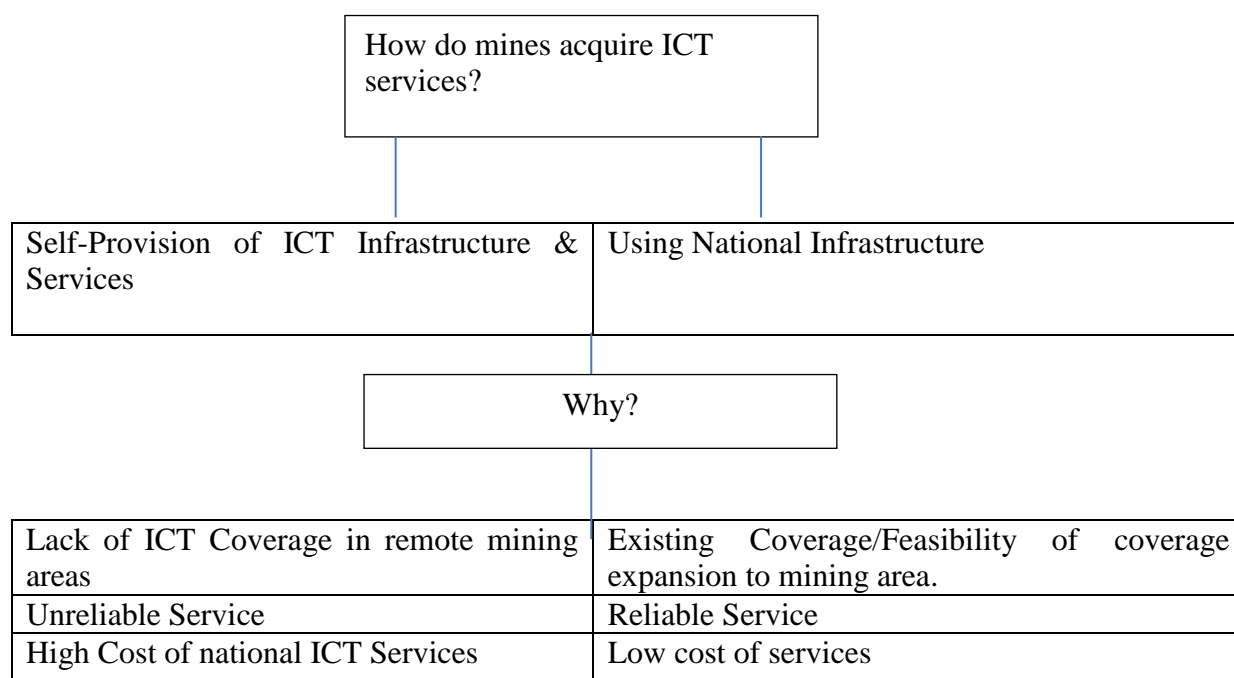 How do mines acquire ICT
services?
Self-Provision of ICT Infrastructure &
Services
Using National Infrastructure
Why?
Lack of ICT Coverage in remote mining
areas
Existing Coverage/Feasibility of coverage
expansion to mining area.
Unreliable Service
Reliable Service
High Cost of national ICT Services
Low cost of services